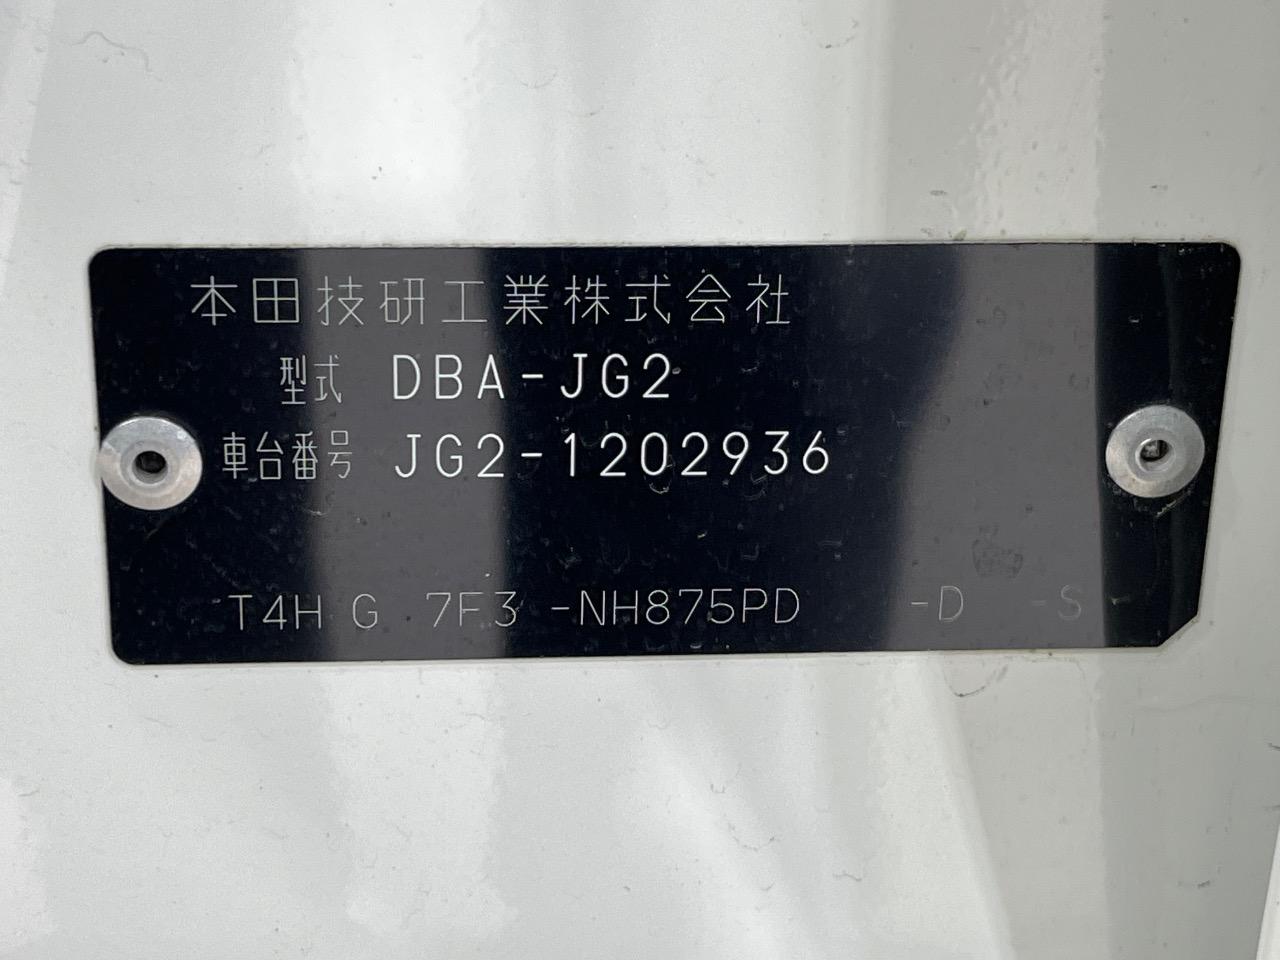 本田技研工業株式会社
型式 DBA-JG2
車台番号 JG2-1202936
T4H G 7F3 -NH875PD -D -S